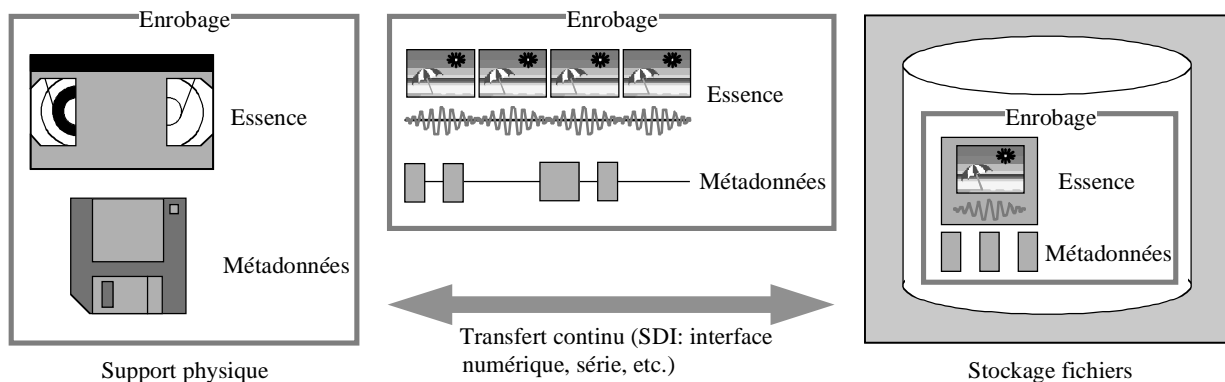 Enrobage
Essence
Métadonnées
Support physique
Enrobage
Essence
Métadonnées
Transfert continu (SDI: interface
numérique, série, etc.)
Enrobage
Essence
Métadonnées
Stockage fichiers